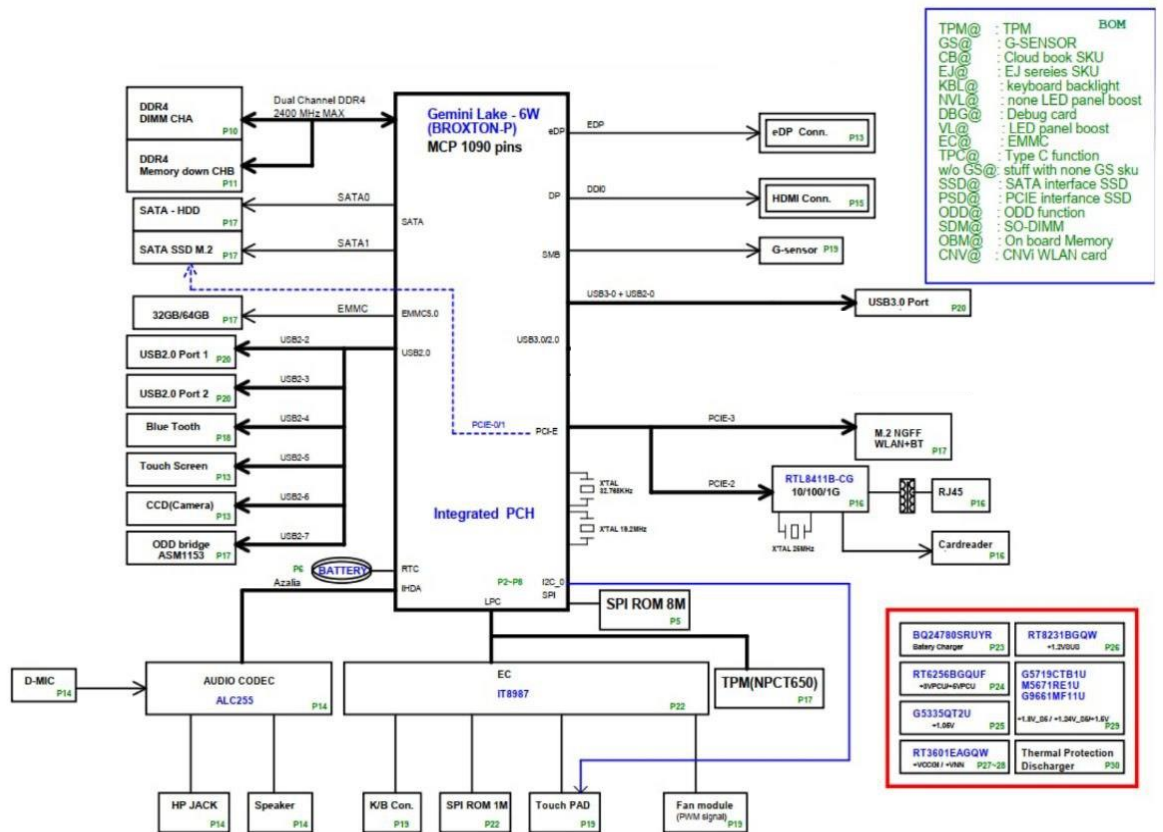 BOM
TPM@ : TPM
GS@ : G-SENSOR
CB@ : Cloud book SKU
EJ@ : EJ sereies SKU
KBL@ : keyboard backlight
NVL@ : none LED panel boost
DBG@ : Debug card
VL@ : LED panel boost
EC@ : EMMC
TPC@ : Type C function
w/o GS@: stuff with none GS sku
SSD@ : SATA interface SSD
PSD@ : PCIE interfance SSD
ODD@ : ODD function
SDM@ : SO-DIMM
OBM@ : On board Memory
CNV@ : CNVi WLAN card
DDR4
DIMM CHA
P10
DDR4
Memory down CHB
P11
Dual Channel DDR4
2400 MHz MAX
SATA - HDD
P17
SATA0
SATA SSD M.2
P17
SATA1
32GB/64GB
P17
EMMC
USB2.0 Port 1 P20
USB2-2
USB2.0 Port 2
P20
USB2-3
Blue Tooth
P18
USB2-4
Touch Screen
P13
USB2-5
CCD(Camera)
P13
USB2-6
ODD bridge
ASM1153 P17
USB2-7
P6 BATTERY
Azalia
Gemini Lake - 6W
(BROXTON-P)
MCP 1090 pins
SATA
EMMC5.0
USB2.0
PCIE-0/1
Integrated PCH
RTC
IHDA
P2~P8
LPC
eDP
DP
SMB
USB3.0/2.0
PCI-E
I2C_0
SPI
EDP
eDP Conn.
P13
DDI0
HDMI Conn.
P15
G-sensor P19
USB3-0 + USB2-0
USB3.0 Port
P20
PCIE-3
M.2 NGFF
WLAN+BT
P17
PCIE-2
RTL8411B-CG
10/100/1G
P16
RJ45
P16
X'TAL 25MHz
Cardreader
P16
X'TAL
32.768KHz
X'TAL 19.2MHz
SPI ROM 8M
P5
D-MIC
P14
AUDIO CODEC
ALC255
P14
EC
IT8987
P22
TPM(NPCT650)
P17
HP JACK
P14
Speaker
P14
K/B Con.
P19
SPI ROM 1M
P22
Touch PAD
P19
Fan module
(PWM signal)
P19
BQ24780SRUYR
Batery Charger P23
RT8231BGQW
+1.2VSUS P26
RT6256BGQUF
+3VPCU/+5VPCU P24
G5719CTB1U
M5671RE1U
G9661MF11U
+1.8V_S5 / +1.24V_S5/+1.5V
P29
G5335QT2U
+1.05V P25
RT3601EAGQW
+VCCGI / +VNN P27~28
Thermal Protection
Discharger P30